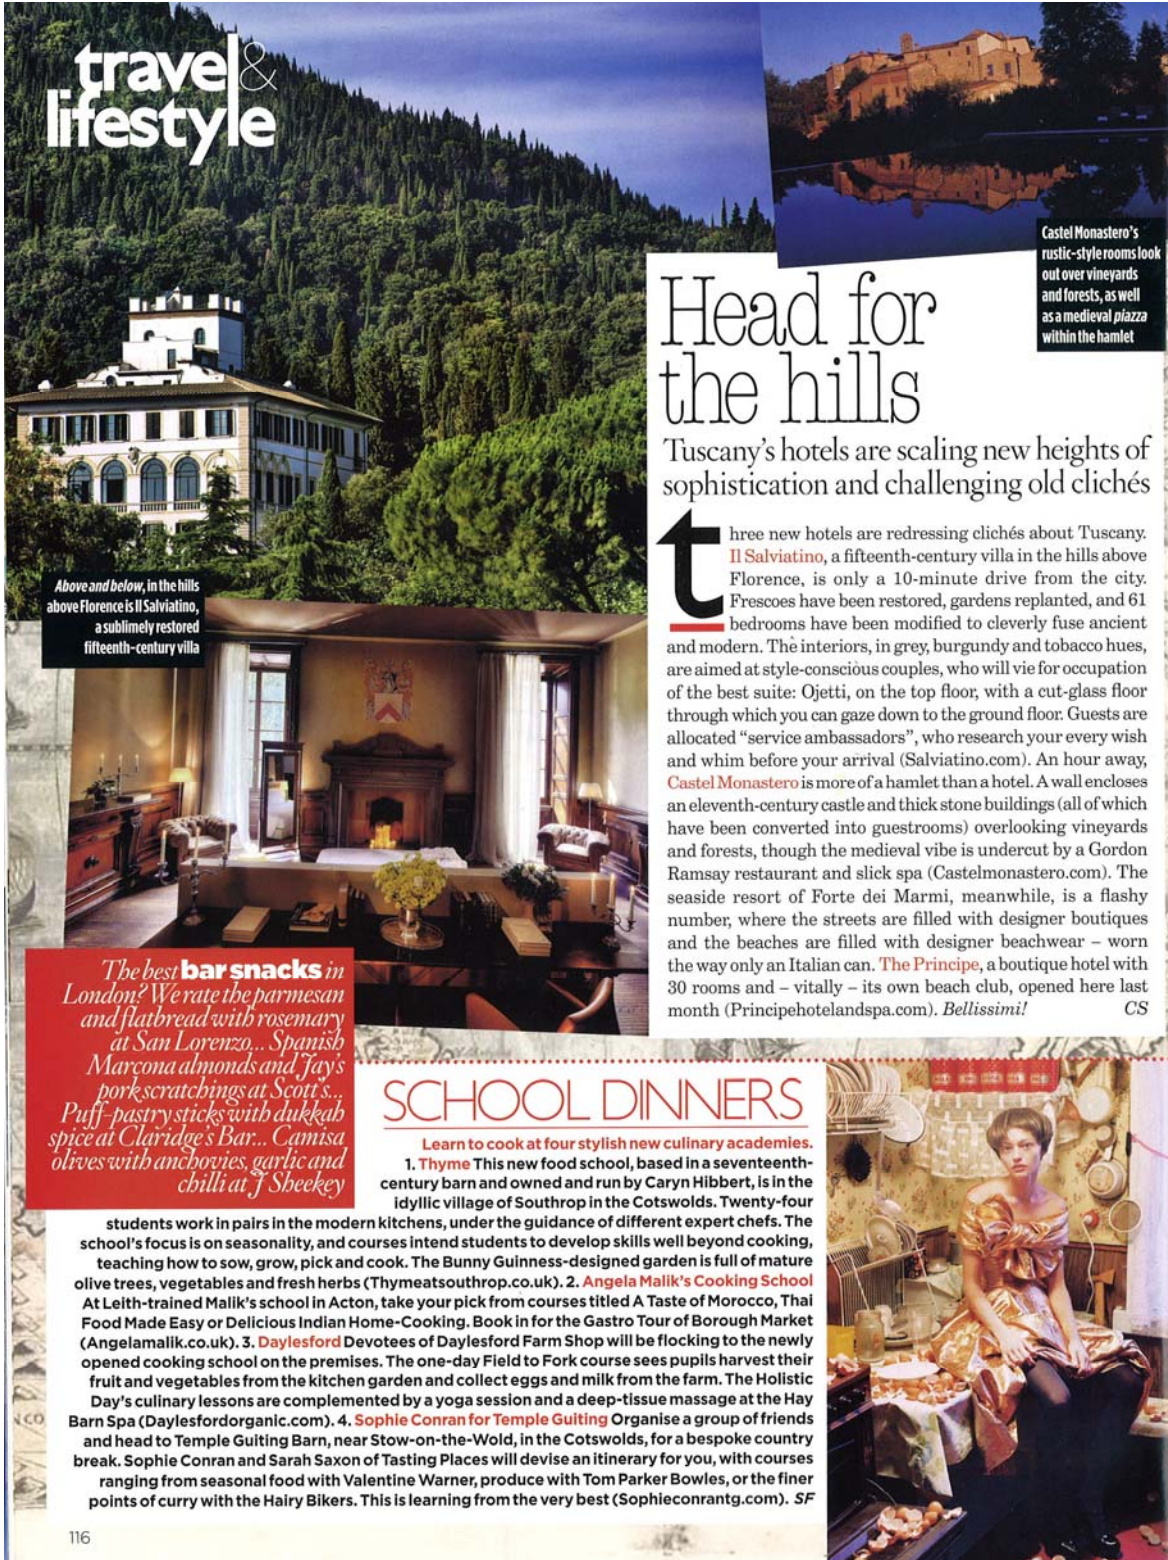 travel &
lifestyle
Castel Monastero's
rustic-style rooms look
out over vineyards
and forests, as well
as a medieval piazza
within the hamlet
Head for
the hills
Tuscany's hotels are scaling new heights of
sophistication and challenging old clichés
three new hotels are redressing clichés about Tuscany.
Il Salviatino, a fifteenth-century villa in the hills above
Florence, is only a 10-minute drive from the city.
Frescoes have been restored, gardens replanted, and 61
bedrooms have been modified to cleverly fuse ancient
and modern. The interiors, in grey, burgundy and tobacco hues,
are aimed at style-conscious couples, who will vie for occupation
of the best suite: Ojetti, on the top floor, with a cut-glass floor
through which you can gaze down to the ground floor. Guests are
allocated "service ambassadors", who research your every wish
and whim before your arrival (Salviatino.com). An hour away,
Castel Monastero is more of a hamlet than a hotel. A wall encloses
an eleventh-century castle and thick stone buildings (all of which
have been converted into guestrooms) overlooking vineyards
and forests, though the medieval vibe is undercut by a Gordon
Ramsay restaurant and slick spa (Castelmonastero.com). The
seaside resort of Forte dei Marmi, meanwhile, is a flashy
number, where the streets are filled with designer boutiques
and the beaches are filled with designer beachwear – worn
the way only an Italian can. The Principe, a boutique hotel with
30 rooms and – vitally – its own beach club, opened here last
month (Principehotelandspa.com). Bellissimi! CS
Above and below, in the hills
above Florence is Il Salviatino,
a sublimely restored
fifteenth-century villa
The best bar snacks in
London? We rate the parmesan
and flatbread with rosemary
at San Lorenzo... Spanish
Marcona almonds and Jay's
pork scratchings at Scott's...
Puff-pastry sticks with dukkah
spice at Claridge's Bar... Camisa
olives with anchovies, garlic and
chilli at J Sheekey
SCHOOL DINNERS
Learn to cook at four stylish new culinary academies.
1. Thyme This new food school, based in a seventeenth-
century barn and owned and run by Caryn Hibbert, is in the
idyllic village of Southrop in the Cotswolds. Twenty-four
students work in pairs in the modern kitchens, under the guidance of different expert chefs. The
school's focus is on seasonality, and courses intend students to develop skills well beyond cooking,
teaching how to sow, grow, pick and cook. The Bunny Guinness-designed garden is full of mature
olive trees, vegetables and fresh herbs (Thymeatsouthrop.co.uk). 2. Angela Malik's Cooking School
At Leith-trained Malik's school in Acton, take your pick from courses titled A Taste of Morocco, Thai
Food Made Easy or Delicious Indian Home-Cooking. Book in for the Gastro Tour of Borough Market
(Angelamalik.co.uk). 3. Daylesford Devotees of Daylesford Farm Shop will be flocking to the newly
opened cooking school on the premises. The one-day Field to Fork course sees pupils harvest their
fruit and vegetables from the kitchen garden and collect eggs and milk from the farm. The Holistic
Day's culinary lessons are complemented by a yoga session and a deep-tissue massage at the Hay
Barn Spa (Daylesfordorganic.com). 4. Sophie Conran for Temple Guiting Organise a group of friends
and head to Temple Guiting Barn, near Stow-on-the-Wold, in the Cotswolds, for a bespoke country
break. Sophie Conran and Sarah Saxon of Tasting Places will devise an itinerary for you, with courses
ranging from seasonal food with Valentine Warner, produce with Tom Parker Bowles, or the finer
points of curry with the Hairy Bikers. This is learning from the very best (Sophieconrantg.com). SF
116